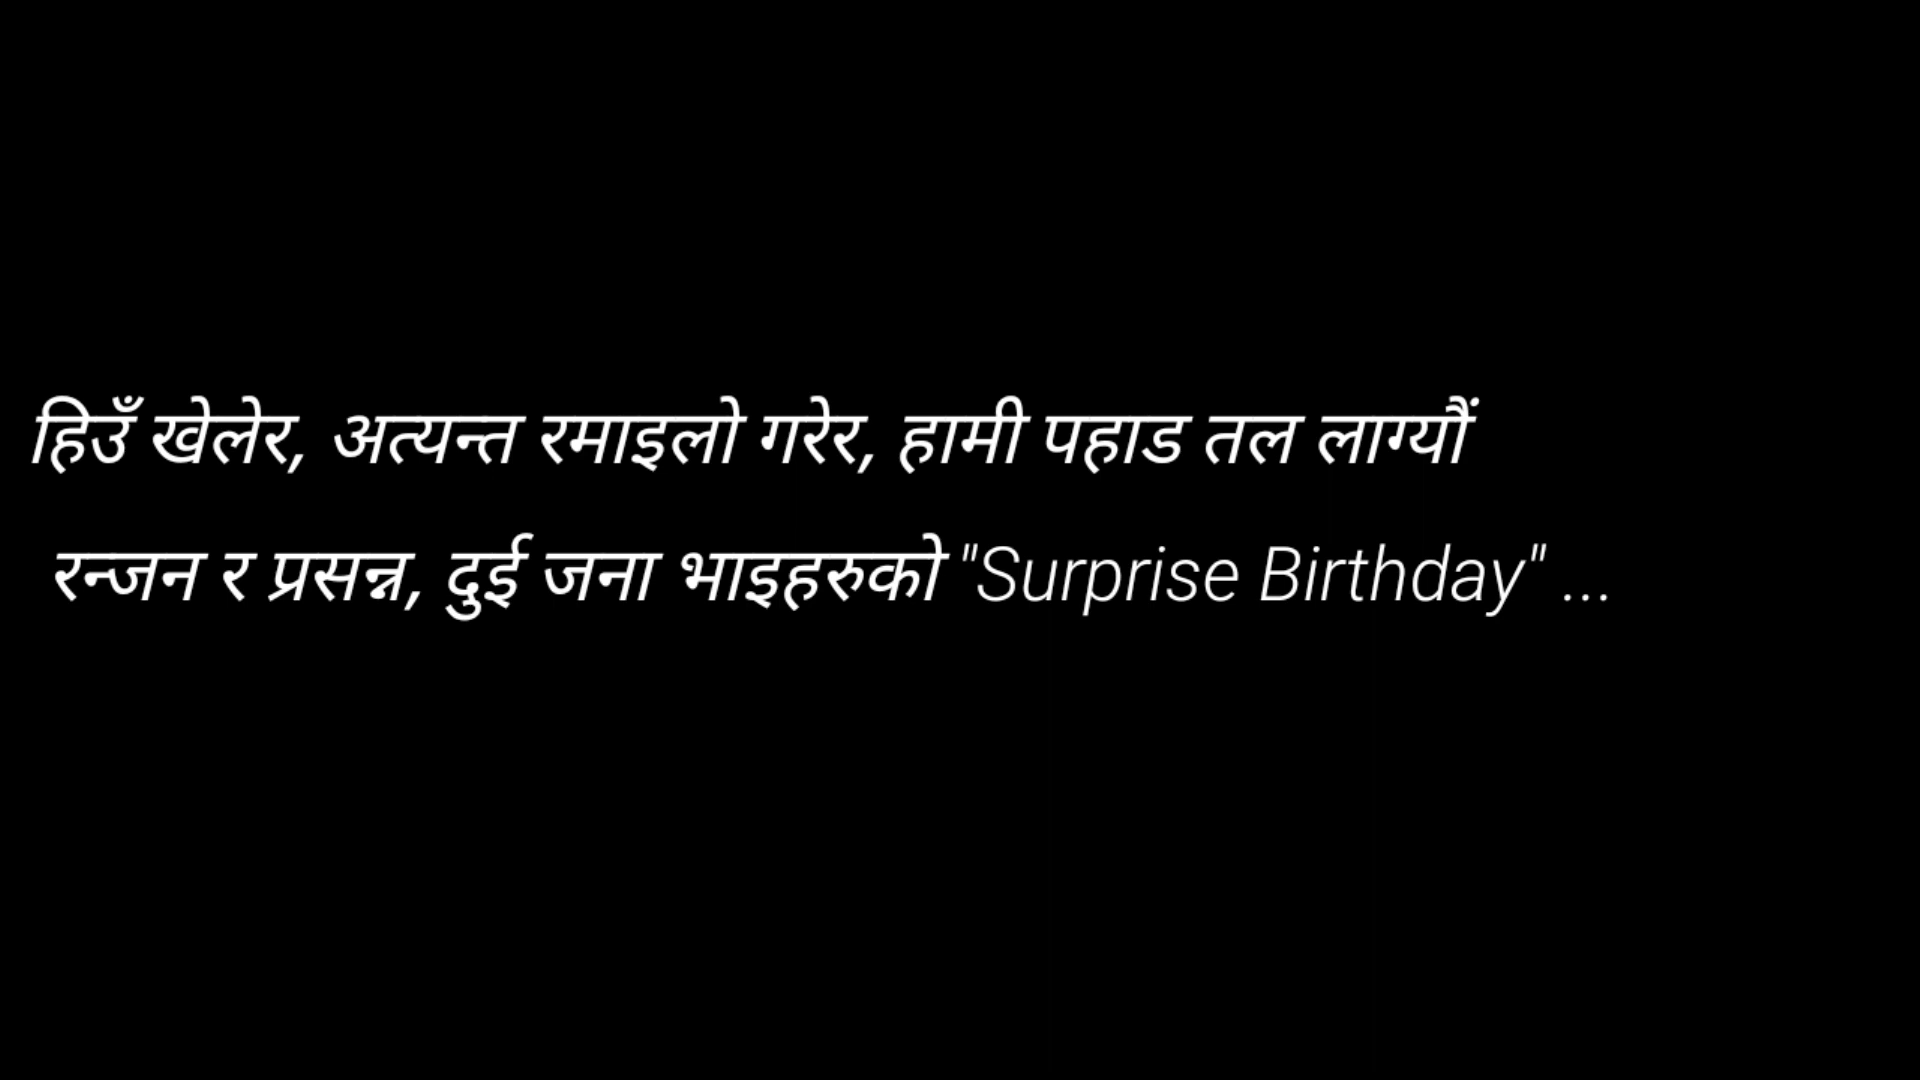 हिउँ खेलेर, अत्यन्त रमाइलो गरेर, हामी पहाड तल लाग्यौं
रन्जन र प्रसन्न, दुई जना भाइहरुको "Surprise Birthday" ...